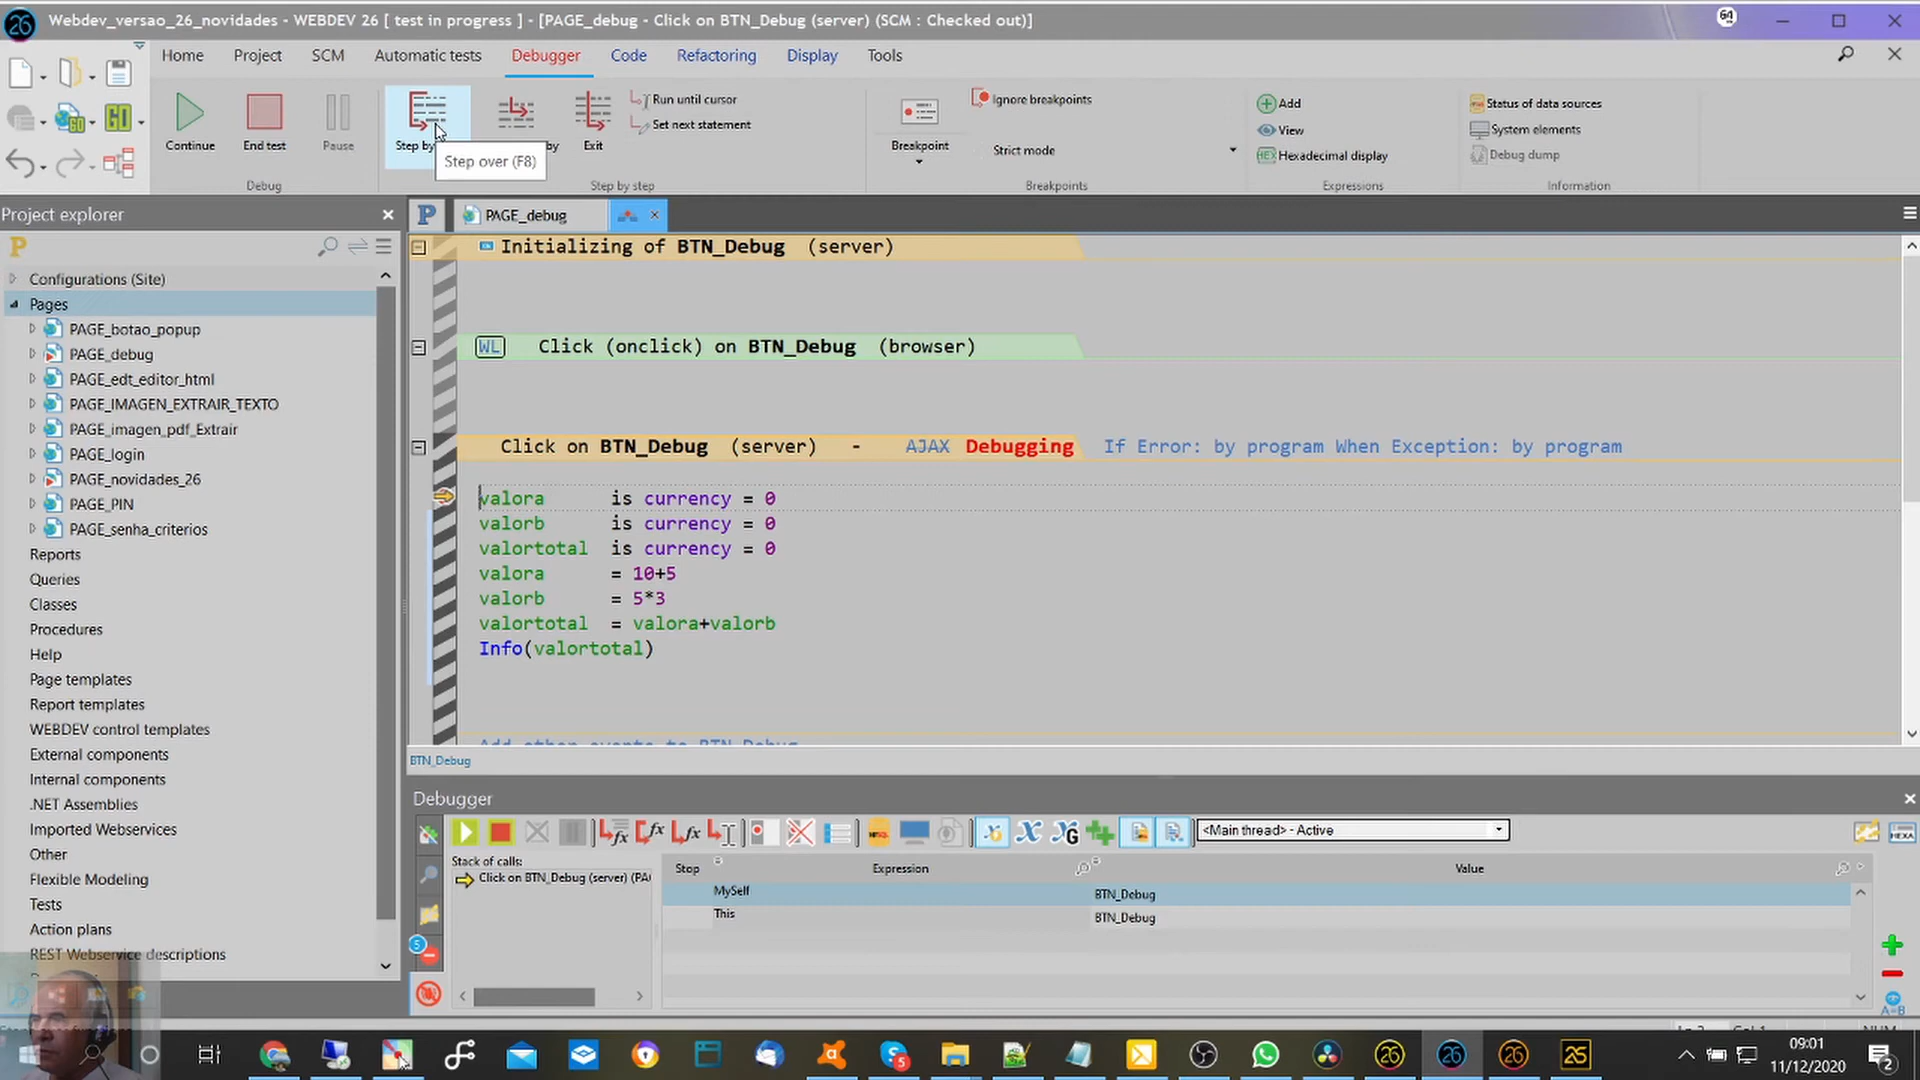 26 Webdev_versao_26_novidades - WEBDEV 26 [ test in progress ] - [PAGE_debug - Click on BTN_Debug (server) (SCM : Checked out)] 64
Home Project SCM Automatic tests Debugger Code Refactoring Display Tools
Continue End test Pause Step by Exit
Step over (F8)
Run until cursor
Set next statement
Breakpoint
Ignore breakpoints
Strict mode
Add
View
Hexadecimal display
Status of data sources
System elements
Debug dump
Debug Step by step Breakpoints Expressions Information
Project explorer
PAGE_debug
Configurations (Site)
Pages
PAGE_botao_popup
PAGE_debug
PAGE_edt_editor_html
PAGE_IMAGEN_EXTRAIR_TEXTO
PAGE_imagen_pdf_Extrair
PAGE_login
PAGE_novidades_26
PAGE_PIN
PAGE_senha_criterios
Reports
Queries
Classes
Procedures
Help
Page templates
Report templates
WEBDEV control templates
External components
Internal components
.NET Assemblies
Imported Webservices
Other
Flexible Modeling
Tests
Action plans
REST Webservice descriptions
Initializing of BTN_Debug (server)
WL Click (onclick) on BTN_Debug (browser)
Click on BTN_Debug (server) - AJAX Debugging If Error: by program When Exception: by program
valora is currency = 0
valorb is currency = 0
valortotal is currency = 0
valora = 10+5
valorb = 5*3
valortotal = valora+valorb
Info(valortotal)
Add other events to BTN_Debug
BTN_Debug
Debugger
<Main thread> - Active
Stack of calls:
Click on BTN_Debug (server) (PA
Stop Expression Value
MySelf BTN_Debug
This BTN_Debug
5
09:01
11/12/2020
2